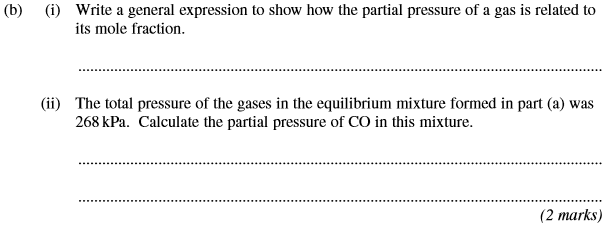 (b) (i) Write a general expression to show how the partial pressure of a gas is related to
its mole fraction.
(ii) The total pressure of the gases in the equilibrium mixture formed in part (a) was
268 kPa. Calculate the partial pressure of CO in this mixture.
(2 marks)